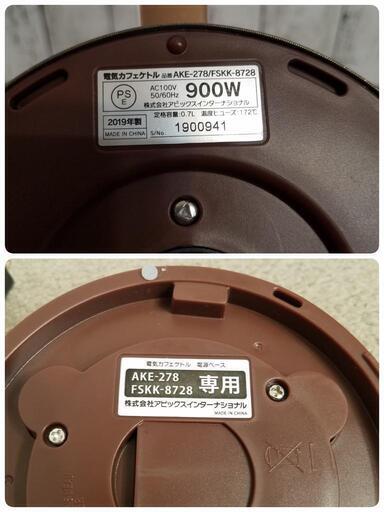 電気カフェケトル 品番 AKE-278/FSKK-8728
PS
E
AC100V
50/60Hz
900W
株式会社アピックスインターナショナル
2019年製
定格容量:0.7L 温度ヒューズ:172℃
MADE IN CHINA
S/No. 1900941
電気カフェケトル 電源ベース
AKE-278
FSKK-8728
専用
株式会社アピックスインターナショナル
MADE IN CHINA